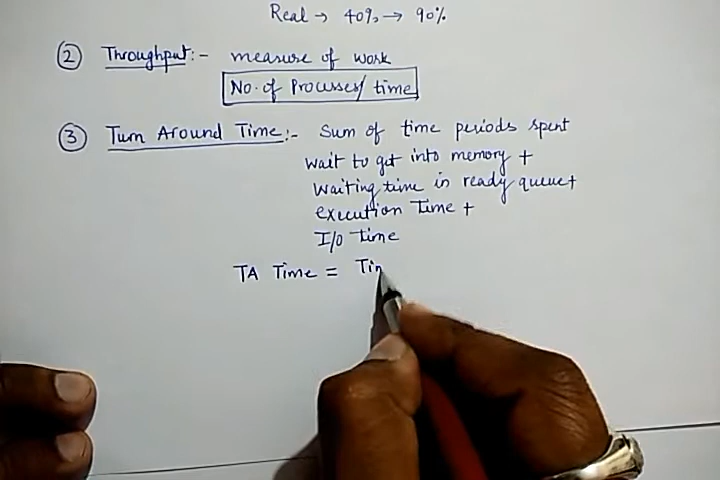 Real → 40% → 90%
② Throughput:- measure of work
No. of Processes/time
③ Turn Around Time:- Sum of time periods spent
wait to get into memory +
waiting time in ready queue +
execution Time +
I/O Time
TA Time = Tim